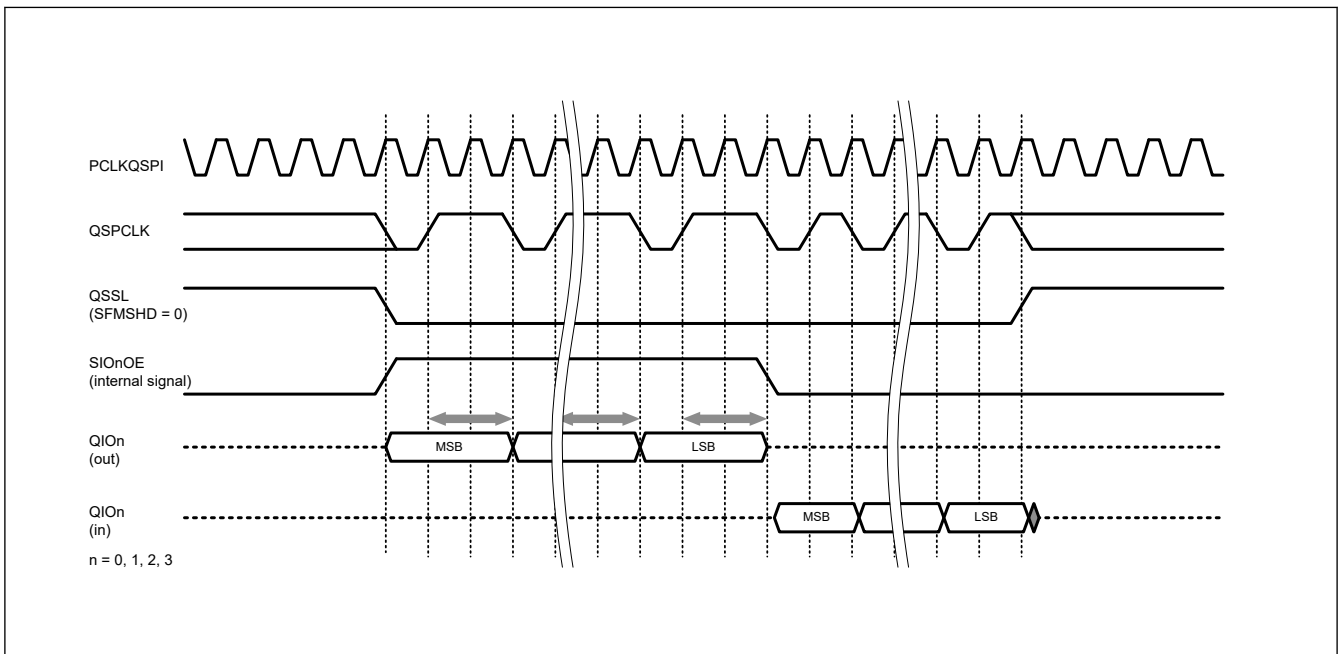 PCLKQSPI
QSPCLK
QSSL
(SFMSHD = 0)
SIOnOE
(internal signal)
QIOn
(out)
MSB
LSB
QIOn
(in)
MSB
LSB
n = 0, 1, 2, 3